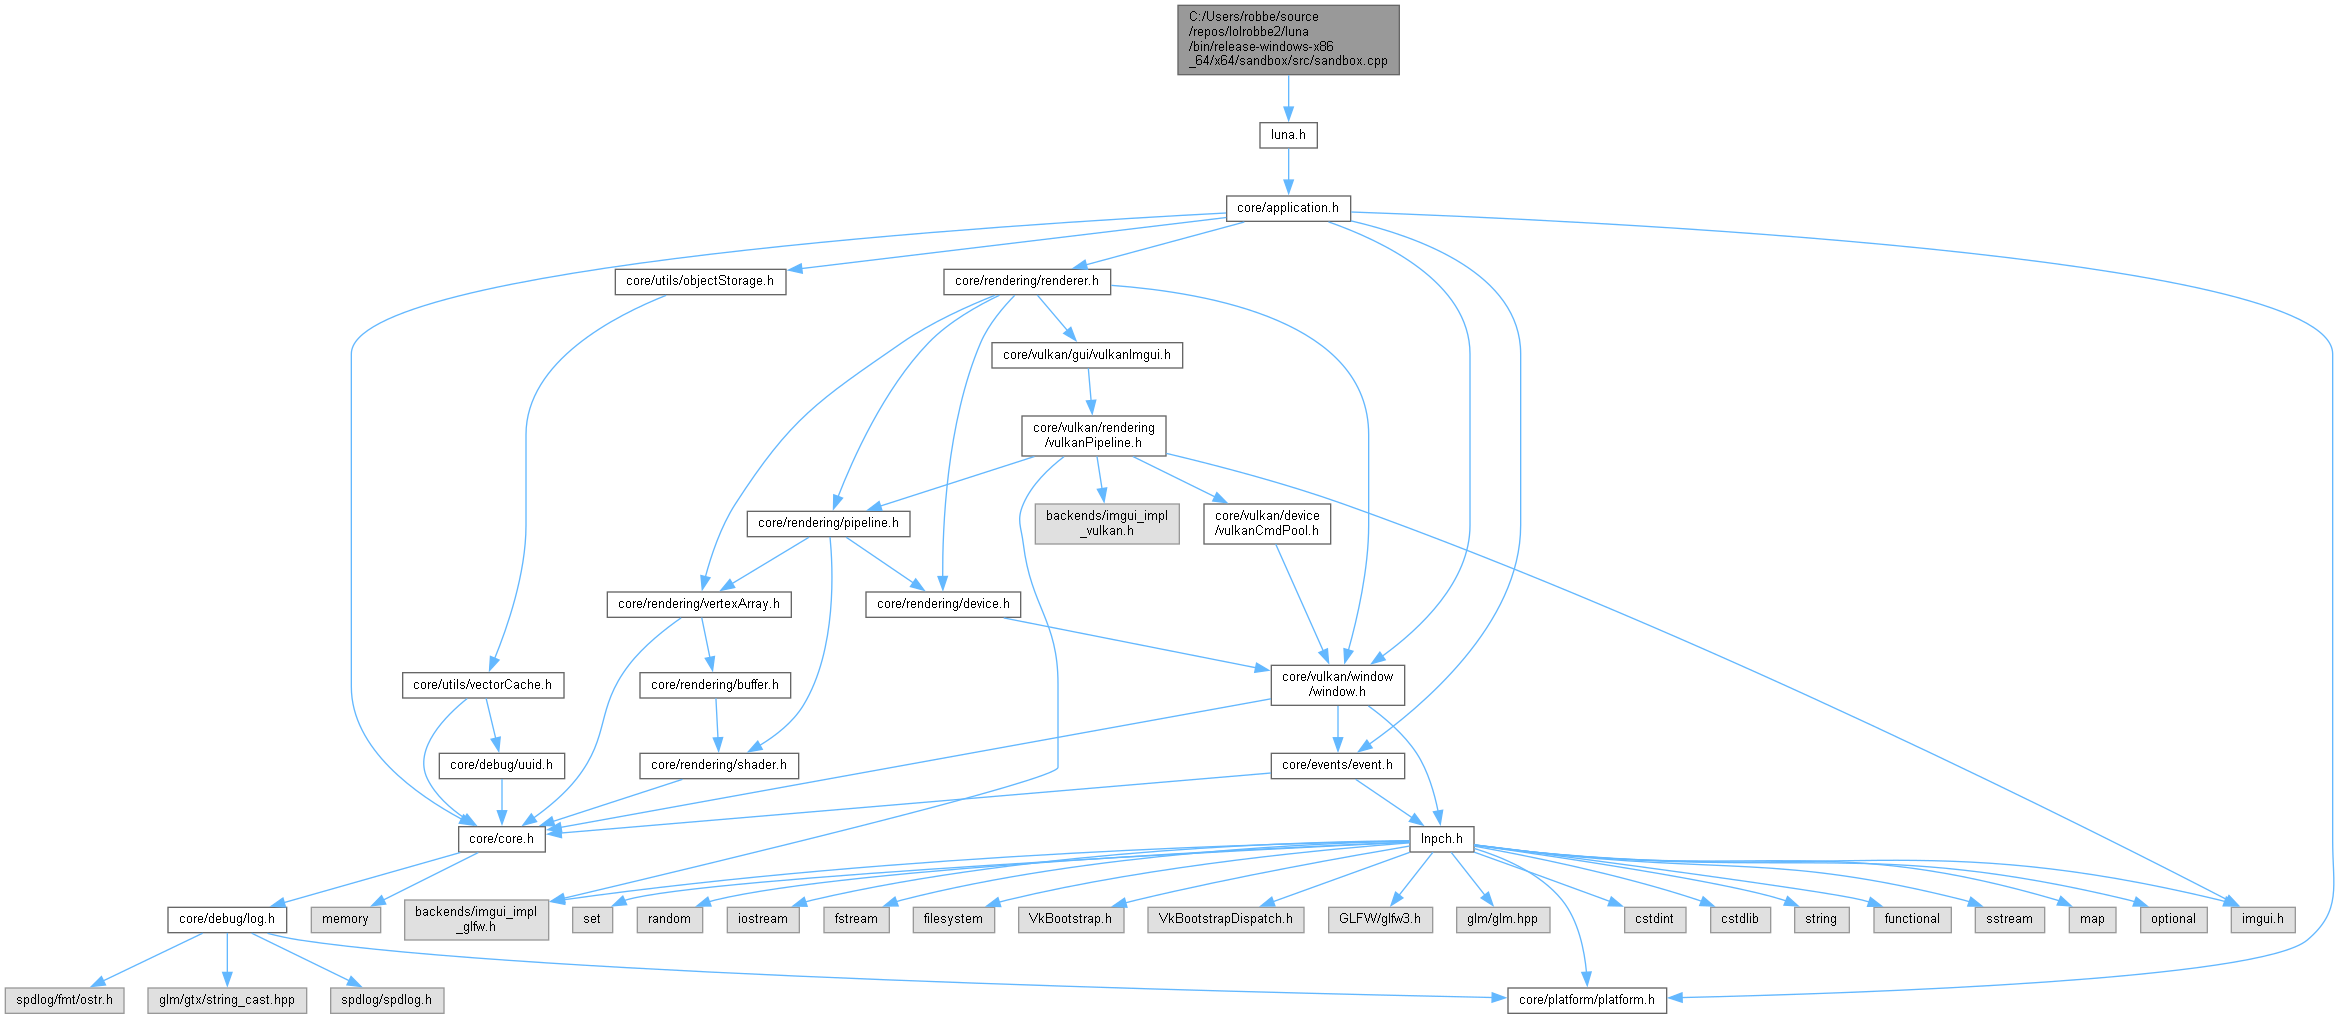 C:/Users/robbe/source
/repos/lolrobbe2/luna
/bin/release-windows-x86
_64/x64/sandbox/src/sandbox.cpp
luna.h
core/application.h
core/utils/objectStorage.h
core/rendering/renderer.h
core/vulkan/gui/vulkanImgui.h
core/vulkan/rendering
/vulkanPipeline.h
core/rendering/pipeline.h
backends/imgui_impl
_vulkan.h
core/vulkan/device
/vulkanCmdPool.h
core/rendering/vertexArray.h
core/rendering/device.h
core/utils/vectorCache.h
core/rendering/buffer.h
core/vulkan/window
/window.h
core/debug/uuid.h
core/rendering/shader.h
core/events/event.h
core/core.h
lnpch.h
core/debug/log.h
memory
backends/imgui_impl
_glfw.h
set
random
iostream
fstream
filesystem
VkBootstrap.h
VkBootstrapDispatch.h
GLFW/glfw3.h
glm/glm.hpp
cstdint
cstdlib
string
functional
sstream
map
optional
imgui.h
spdlog/fmt/ostr.h
glm/gtx/string_cast.hpp
spdlog/spdlog.h
core/platform/platform.h